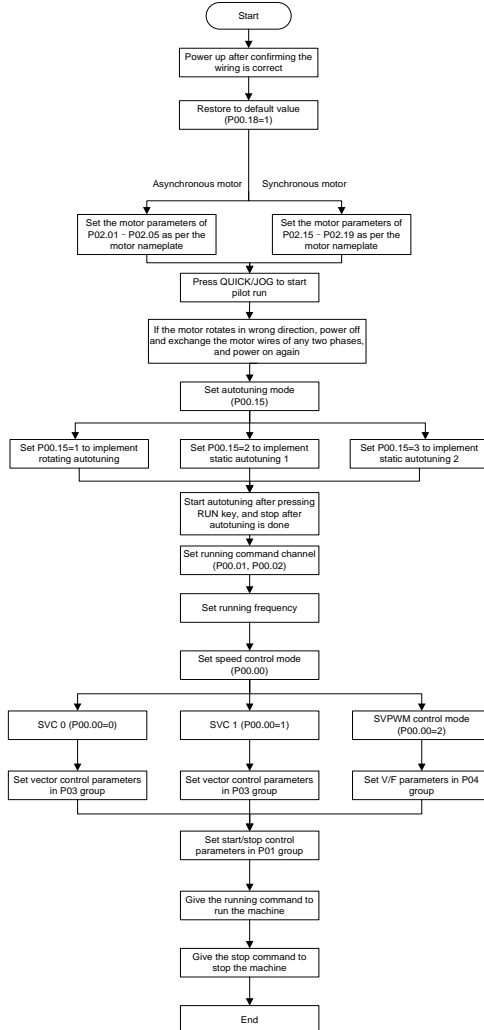 Start
Power up after confirming the
wiring is correct
Restore to default value
(P00.18=1)
Asynchronous motor
Synchronous motor
Set the motor parameters of
P02.01–P02.05 as per the
motor nameplate
Set the motor parameters of
P02.15–P02.19 as per the
motor nameplate
Press QUICK/JOG to start
pilot run
If the motor rotates in wrong direction, power off
and exchange the motor wires of any two phases,
and power on again
Set autotuning mode
(P00.15)
Set P00.15=1 to implement
rotating autotuning
Set P00.15=2 to implement
static autotuning 1
Set P00.15=3 to implement
static autotuning 2
Start autotuning after pressing
RUN key, and stop after
autotuning is done
Set running command channel
(P00.01, P00.02)
Set running frequency
Set speed control mode
(P00.00)
SVC 0 (P00.00=0)
SVC 1 (P00.00=1)
SVPWM control mode
(P00.00=2)
Set vector control parameters
in P03 group
Set vector control parameters
in P03 group
Set V/F parameters in P04
group
Set start/stop control
parameters in P01 group
Give the running command to
run the machine
Give the stop command to
stop the machine
End